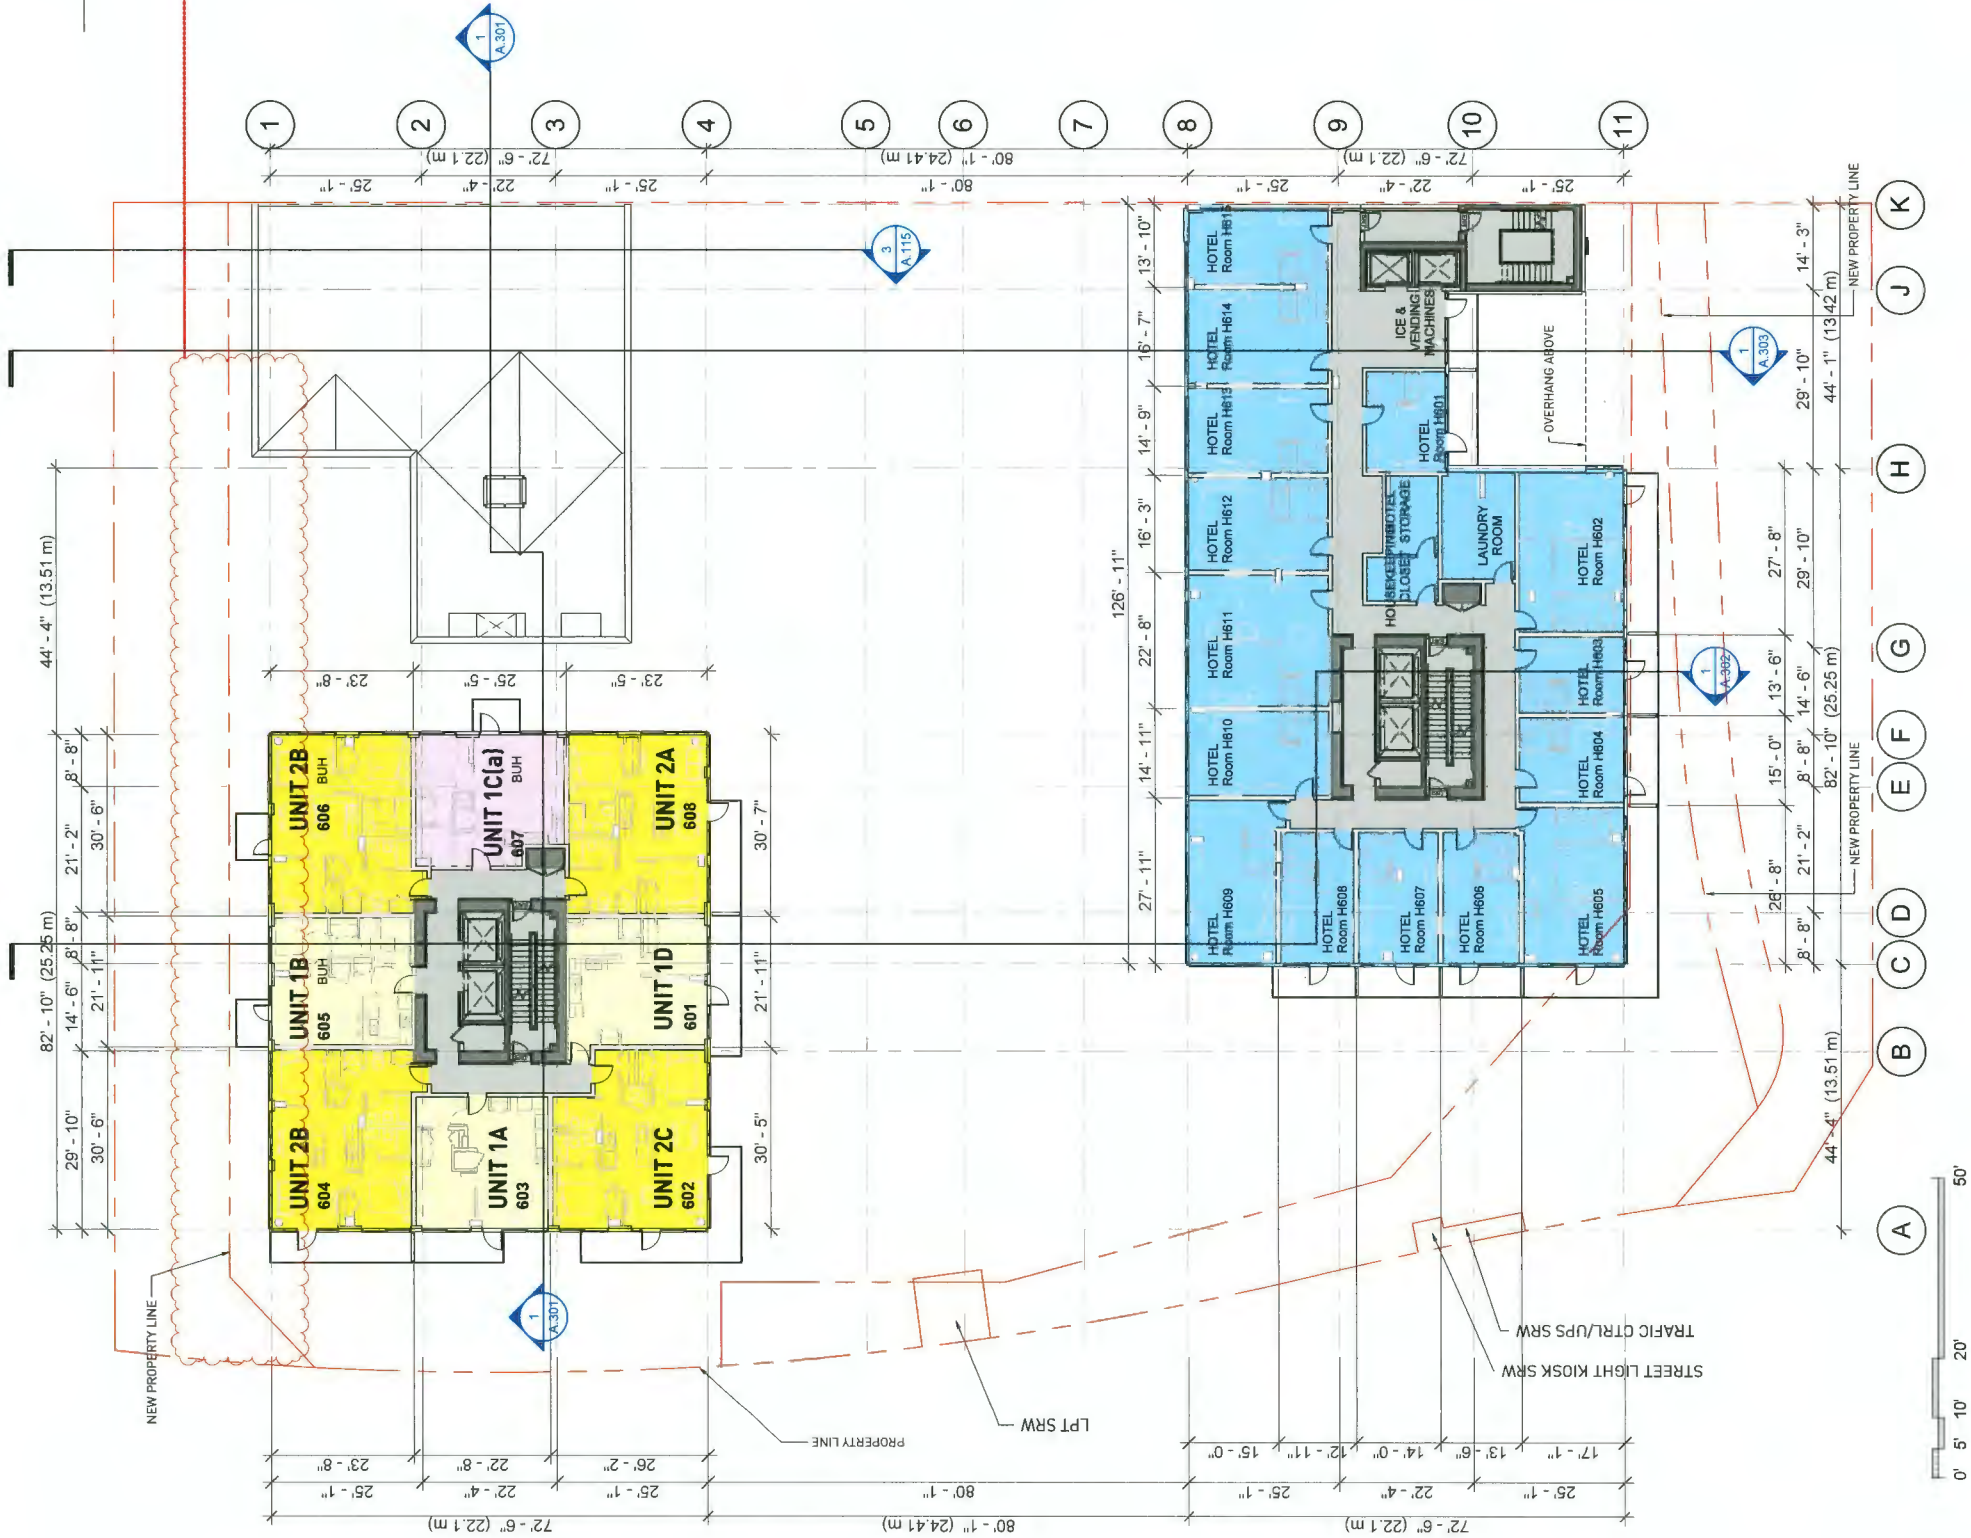 1
A.301
3
A.115
1
2
3
4
5
6
7
8
9
10
11
72' - 6" (22.1 m)
80' - 1" (24.41 m)
72' - 6" (22.1 m)
25' - 1"
22' - 4"
25' - 1"
80' - 1"
25' - 1"
22' - 4"
25' - 1"
44' - 4" (13.51 m)
82' - 10" (25.25 m)
8' - 8"
21' - 2"
8' - 8"
14' - 6"
29' - 10"
30' - 6"
21' - 11"
30' - 6"
23' - 8"
25' - 5"
23' - 5"
UNIT 2B
606
BUH
UNIT 1C(a)
607
BUH
UNIT 2A
608
UNIT 1B
605
BUH
UNIT 1D
601
UNIT 2B
604
UNIT 1A
603
UNIT 2C
602
30' - 7"
21' - 11"
30' - 5"
NEW PROPERTY LINE
1
A.301
PROPERTY LINE
LPT SRW
STREET LIGHT KIOSK SRW
TRAFIC CTRL/UPS SRW
23' - 8"
22' - 8"
26' - 2"
25' - 1"
22' - 4"
25' - 1"
72' - 6" (22.1 m)
80' - 1"
80' - 1" (24.41 m)
15' - 0"
12' - 11"
14' - 0"
13' - 6"
17' - 1"
25' - 1"
22' - 4"
25' - 1"
72' - 6" (22.1 m)
126' - 11"
13' - 10"
16' - 7"
14' - 9"
16' - 3"
22' - 8"
14' - 11"
27' - 11"
HOTEL
Room H615
HOTEL
Room H614
HOTEL
Room H613
HOTEL
Room H612
HOTEL
Room H611
HOTEL
Room H610
HOTEL
Room H609
HOTEL
Room H608
HOTEL
Room H607
HOTEL
Room H606
HOTEL
Room H605
HOTEL
Room H604
HOTEL
Room H603
HOTEL
Room H602
HOTEL
Room H601
ICE &
VENDING
MACHINES
HOUSEKEEPING
CLOSET
HOTEL
STORAGE
LAUNDRY
ROOM
OVERHANG ABOVE
1
A.303
1
A.302
NEW PROPERTY LINE
NEW PROPERTY LINE
14' - 3"
29' - 10"
44' - 1" (13.42 m)
27' - 8"
29' - 10"
13' - 6"
14' - 6"
15' - 0"
8' - 8"
82' - 10" (25.25 m)
26' - 8"
21' - 2"
8' - 8"
44' - 4" (13.51 m)
K
J
H
G
F
E
D
C
B
A
0'
5'
10'
20'
50'